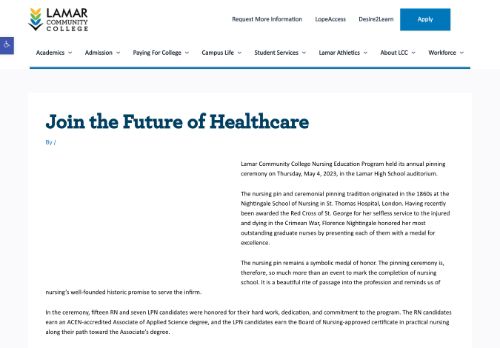 LAMAR
COMMUNITY
COLLEGE
Request More Information LopeAccess Desire2Learn Apply
Academics Admission Paying For College Campus Life Student Services Lamar Athletics About LCC Workforce
Join the Future of Healthcare
By /
Lamar Community College Nursing Education Program held its annual pinning
ceremony on Thursday, May 4, 2023, in the Lamar High School auditorium.
The nursing pin and ceremonial pinning tradition originated in the 1860s at the
Nightingale School of Nursing in St. Thomas Hospital, London. Having recently
been awarded the Red Cross of St. George for her selfless service to the injured
and dying in the Crimean War, Florence Nightingale honored her most
outstanding graduate nurses by presenting each of them with a medal for
excellence.
The nursing pin remains a symbolic medal of honor. The pinning ceremony is,
therefore, so much more than an event to mark the completion of nursing
school. It is a beautiful rite of passage into the profession and reminds us of
nursing's well-founded historic promise to serve the infirm.
In the ceremony, fifteen RN and seven LPN candidates were honored for their hard work, dedication, and commitment to the program. The RN candidates
earn an ACEN-accredited Associate of Applied Science degree, and the LPN candidates earn the Board of Nursing-approved certificate in practical nursing
along their path toward the Associate's degree.